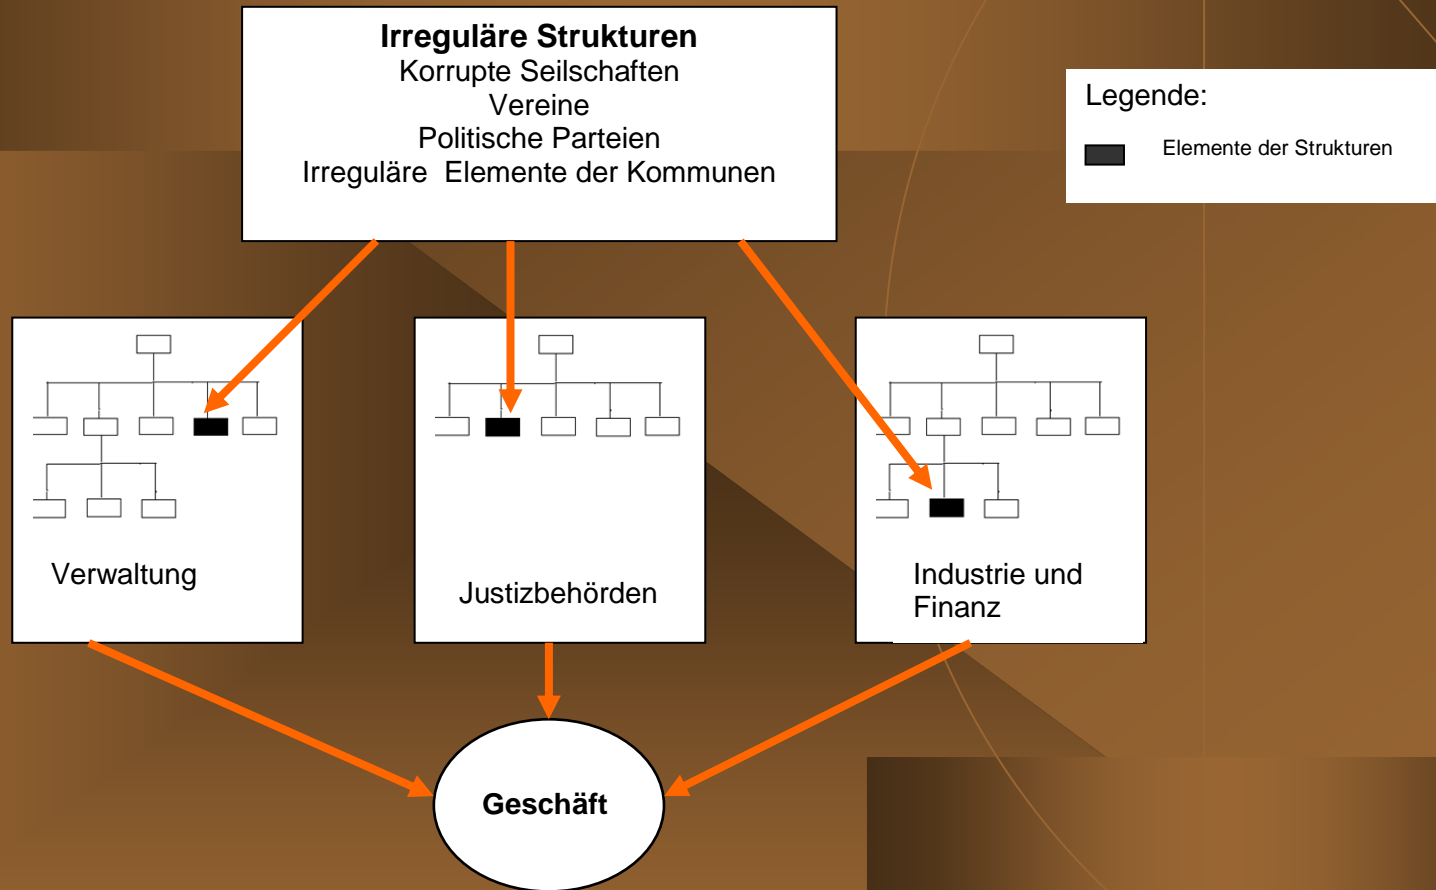 Irreguläre Strukturen
Korrupte Seilschaften
Vereine
Politische Parteien
Irreguläre  Elemente der Kommunen
Legende:
Elemente der Strukturen
Verwaltung
Justizbehörden
Industrie und
Finanz
Geschäft